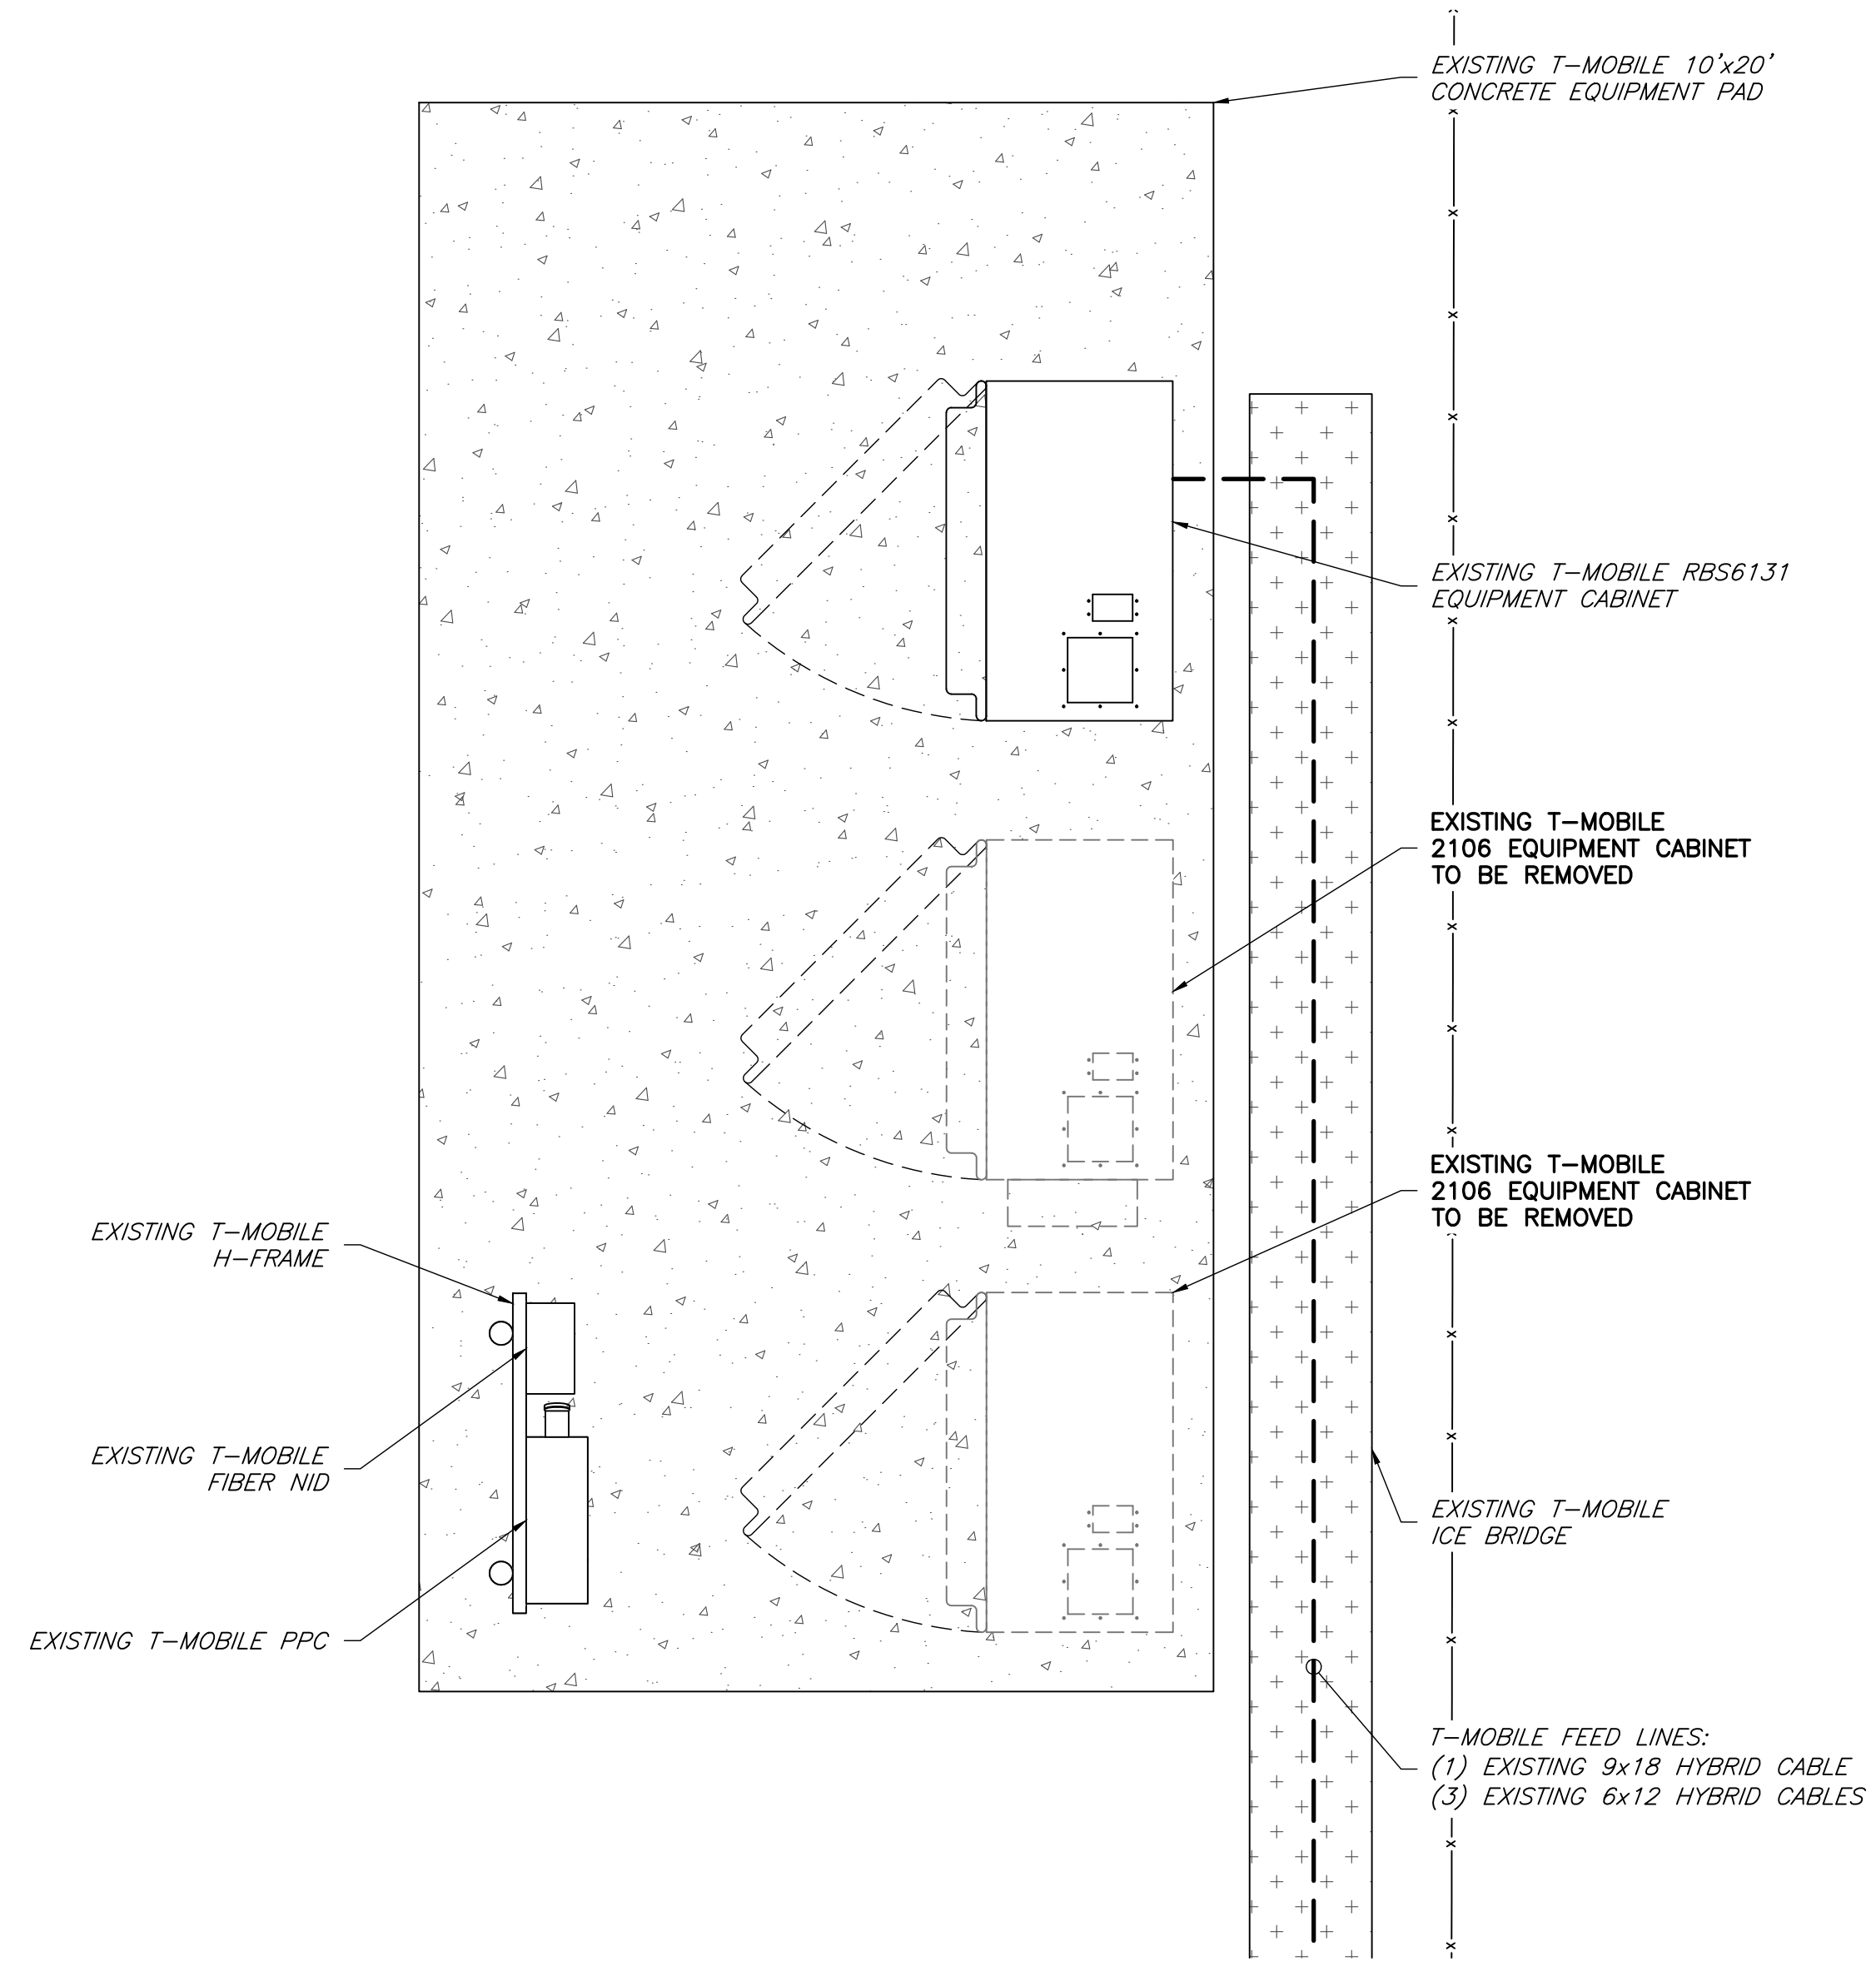 EXISTING T-MOBILE 10'x20'
CONCRETE EQUIPMENT PAD
EXISTING T-MOBILE RBS6131
EQUIPMENT CABINET
EXISTING T-MOBILE
2106 EQUIPMENT CABINET
TO BE REMOVED
EXISTING T-MOBILE
2106 EQUIPMENT CABINET
TO BE REMOVED
EXISTING T-MOBILE
H-FRAME
EXISTING T-MOBILE
FIBER NID
EXISTING T-MOBILE
ICE BRIDGE
EXISTING T-MOBILE PPC
T-MOBILE FEED LINES:
(1) EXISTING 9x18 HYBRID CABLE
(3) EXISTING 6x12 HYBRID CABLES